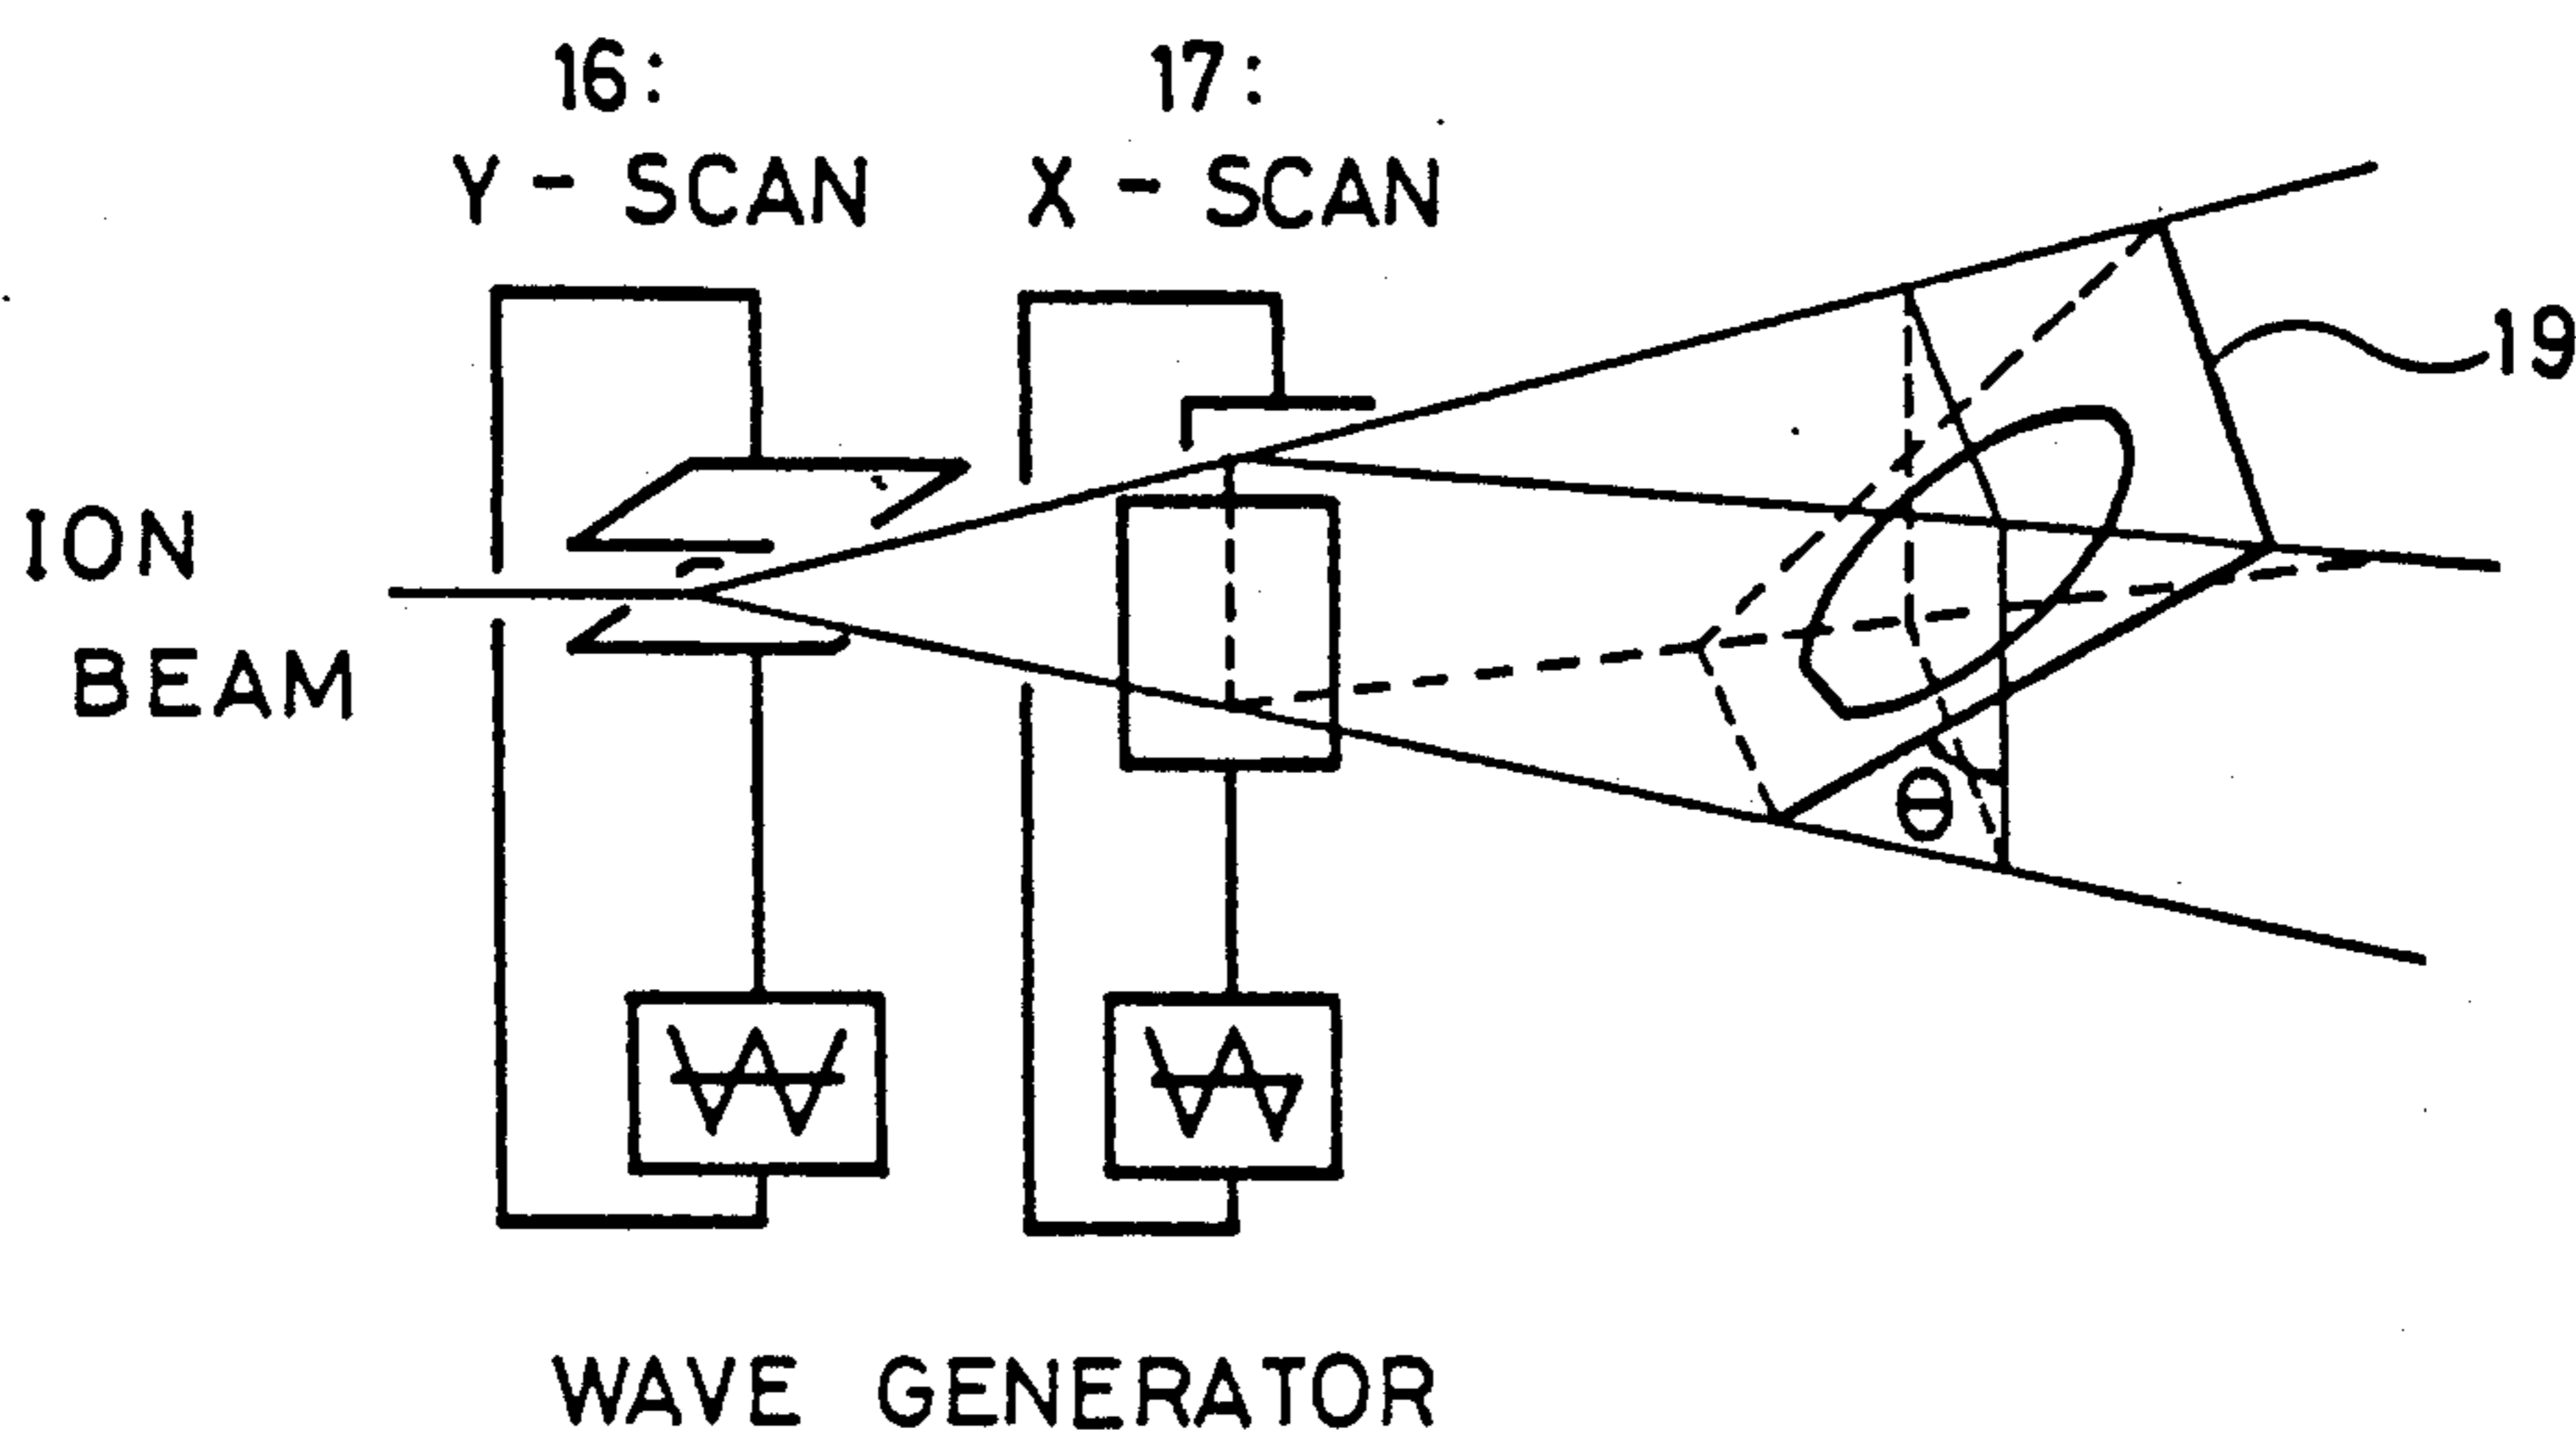 16:
Y - SCAN
17:
X - SCAN
19
ION
BEAM
θ
WAVE GENERATOR